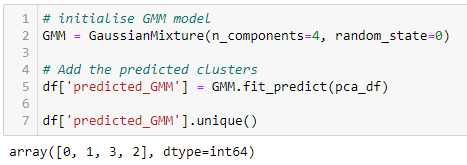 1 # initialise GMM model
2 GMM = GaussianMixture(n_components=4, random_state=0)
3
4 # Add the predicted clusters
5 df['predicted_GMM'] = GMM.fit_predict(pca_df)
6
7 df['predicted_GMM'].unique()
array([0, 1, 3, 2], dtype=int64)